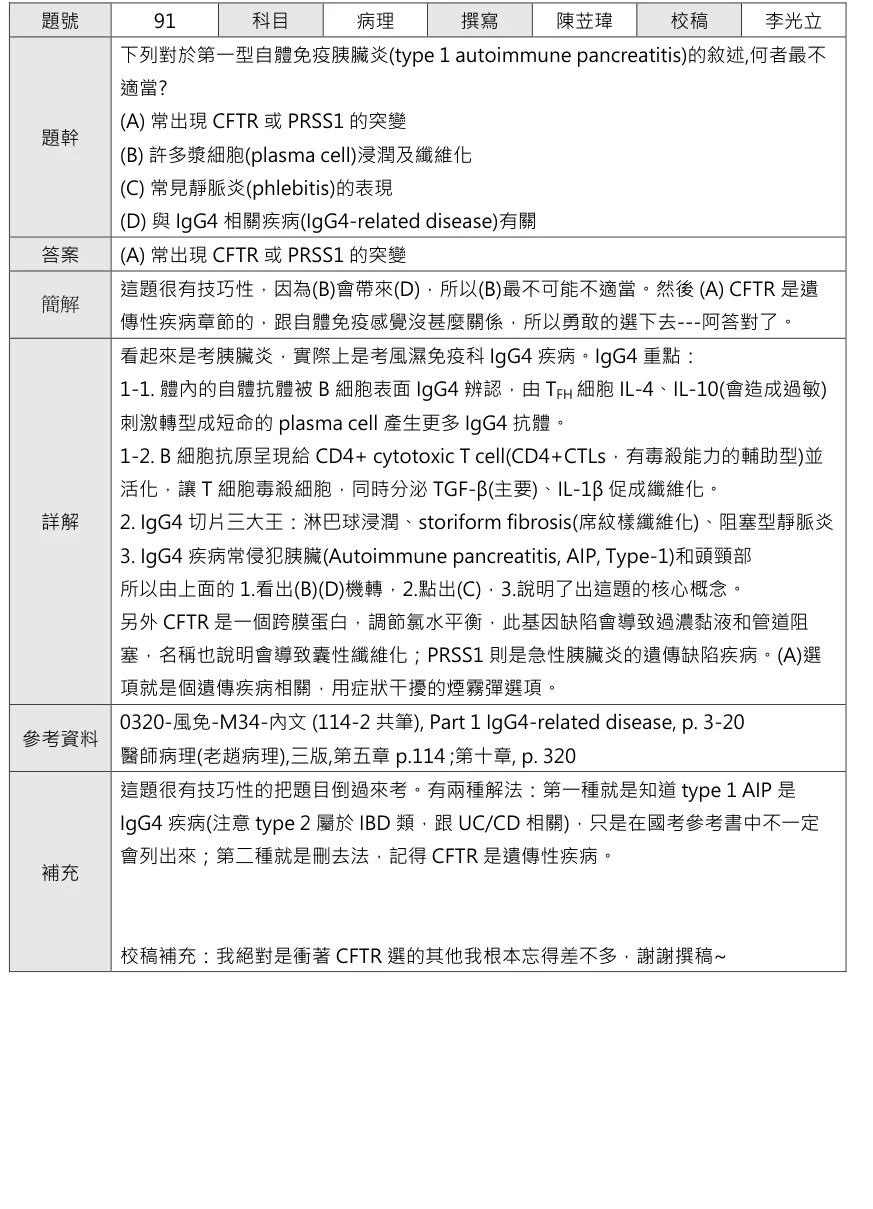 題號 91 科目 病理 撰寫 陳苙瑋 校稿 李光立
題幹
下列對於第一型自體免疫胰臟炎(type 1 autoimmune pancreatitis)的敘述,何者最不
適當?
(A) 常出現 CFTR 或 PRSS1 的突變
(B) 許多漿細胞(plasma cell)浸潤及纖維化
(C) 常見靜脈炎(phlebitis)的表現
(D) 與 IgG4 相關疾病(IgG4-related disease)有關
答案 (A) 常出現 CFTR 或 PRSS1 的突變
簡解
這題很有技巧性，因為(B)會帶來(D)，所以(B)最不可能不適當。然後 (A) CFTR 是遺
傳性疾病章節的，跟自體免疫感覺沒甚麼關係，所以勇敢的選下去---阿答對了。
詳解
看起來是考胰臟炎，實際上是考風濕免疫科 IgG4 疾病。IgG4 重點：
1-1. 體內的自體抗體被 B 細胞表面 IgG4 辨認，由 TFH 細胞 IL-4、IL-10(會造成過敏)
刺激轉型成短命的 plasma cell 產生更多 IgG4 抗體。
1-2. B 細胞抗原呈現給 CD4+ cytotoxic T cell(CD4+CTLs，有毒殺能力的輔助型)並
活化，讓 T 細胞毒殺細胞，同時分泌 TGF-β(主要)、IL-1β 促成纖維化。
2. IgG4 切片三大王：淋巴球浸潤、storiform fibrosis(席紋樣纖維化)、阻塞型靜脈炎
3. IgG4 疾病常侵犯胰臟(Autoimmune pancreatitis, AIP, Type-1)和頭頸部
所以由上面的 1.看出(B)(D)機轉，2.點出(C)，3.說明了出這題的核心概念。
另外 CFTR 是一個跨膜蛋白，調節氯水平衡，此基因缺陷會導致過濃黏液和管道阻
塞，名稱也說明會導致囊性纖維化；PRSS1 則是急性胰臟炎的遺傳缺陷疾病。(A)選
項就是個遺傳疾病相關，用症狀干擾的煙霧彈選項。
參考資料
0320-風免-M34-內文 (114-2 共筆), Part 1 IgG4-related disease, p. 3-20
醫師病理(老趙病理),三版,第五章 p.114 ;第十章, p. 320
補充
這題很有技巧性的把題目倒過來考。有兩種解法：第一種就是知道 type 1 AIP 是
IgG4 疾病(注意 type 2 屬於 IBD 類，跟 UC/CD 相關)，只是在國考參考書中不一定
會列出來；第二種就是刪去法，記得 CFTR 是遺傳性疾病。
校稿補充：我絕對是衝著 CFTR 選的其他我根本忘得差不多，謝謝撰稿~